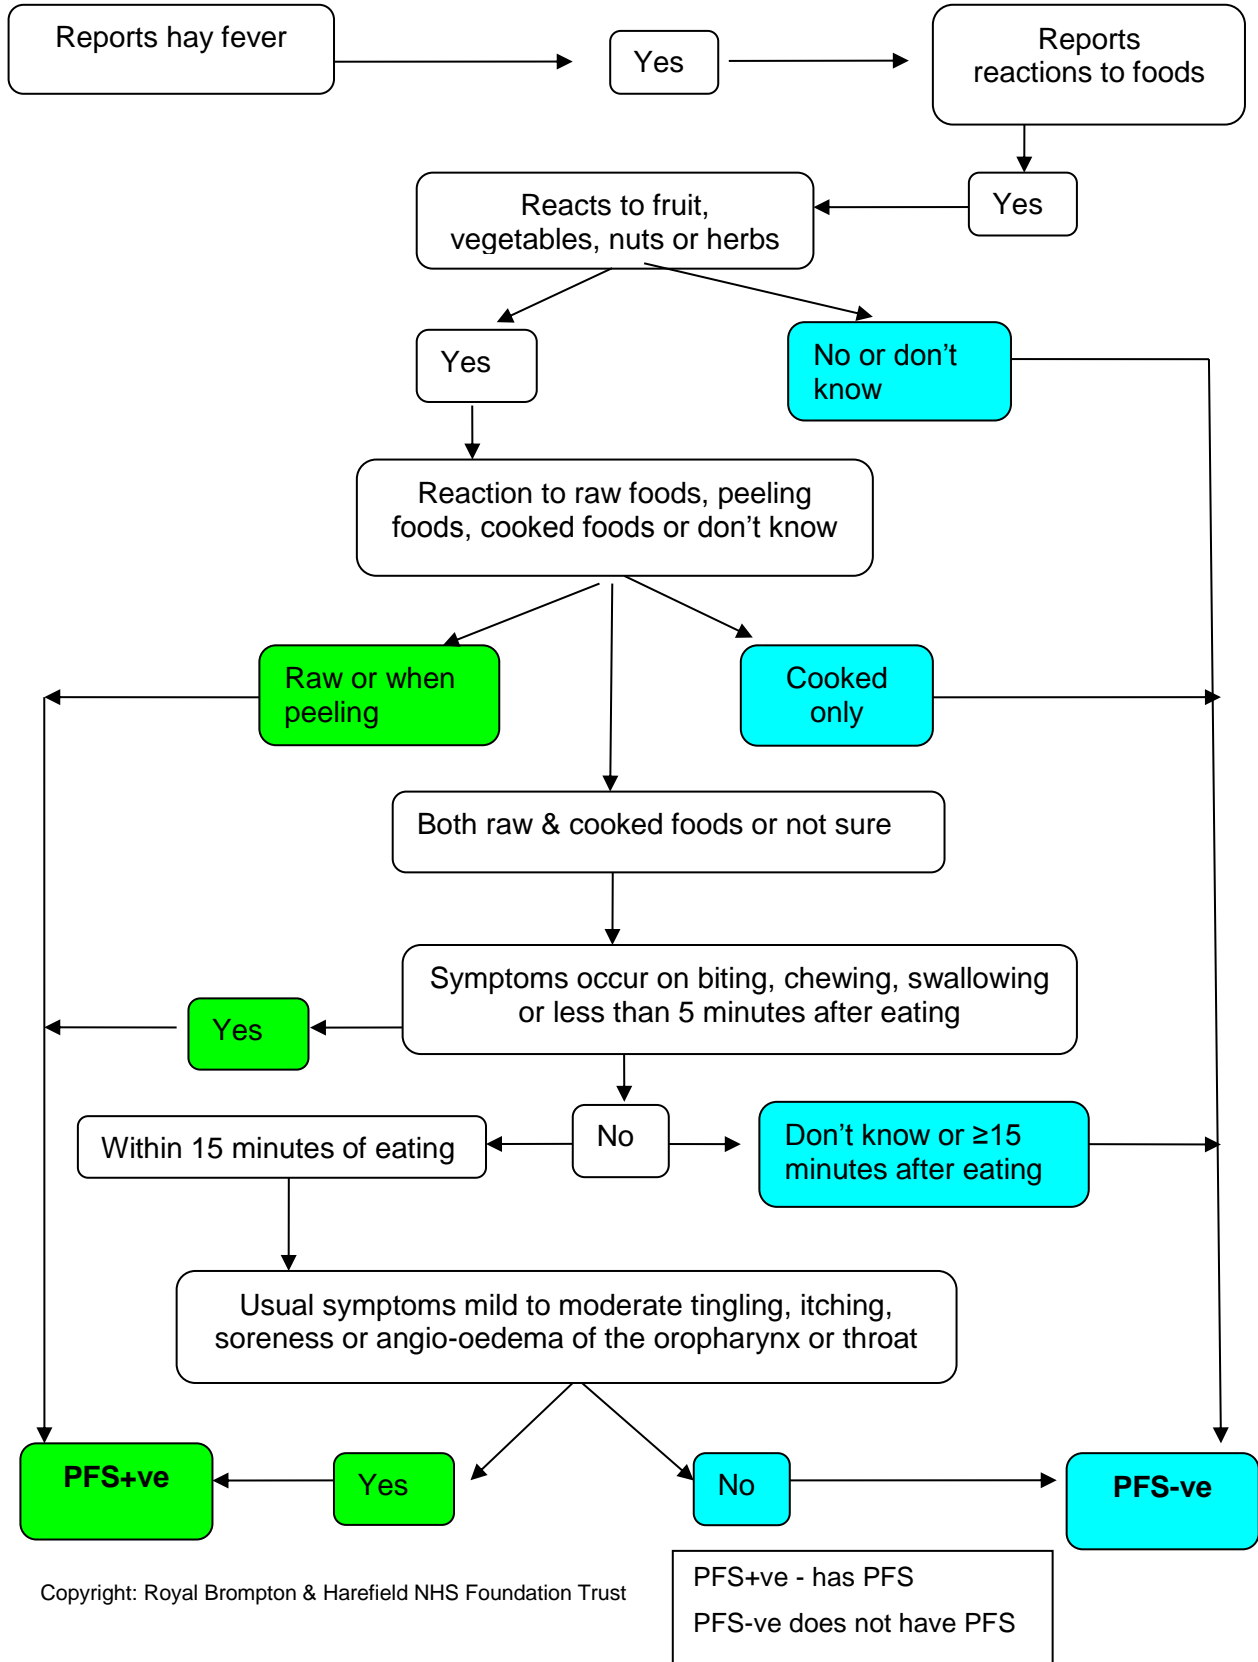 Reports hay fever
Yes
Reports
reactions to foods
Yes
Reacts to fruit,
vegetables, nuts or herbs
Yes
No or don't
know
Reaction to raw foods, peeling
foods, cooked foods or don't know
Raw or when
peeling
Cooked
only
Both raw & cooked foods or not sure
Symptoms occur on biting, chewing, swallowing
or less than 5 minutes after eating
Yes
No
Within 15 minutes of eating
Don't know or ≥15
minutes after eating
Usual symptoms mild to moderate tingling, itching,
soreness or angio-oedema of the oropharynx or throat
PFS+ve
Yes
No
PFS-ve
Copyright: Royal Brompton & Harefield NHS Foundation Trust
PFS+ve - has PFS
PFS-ve does not have PFS